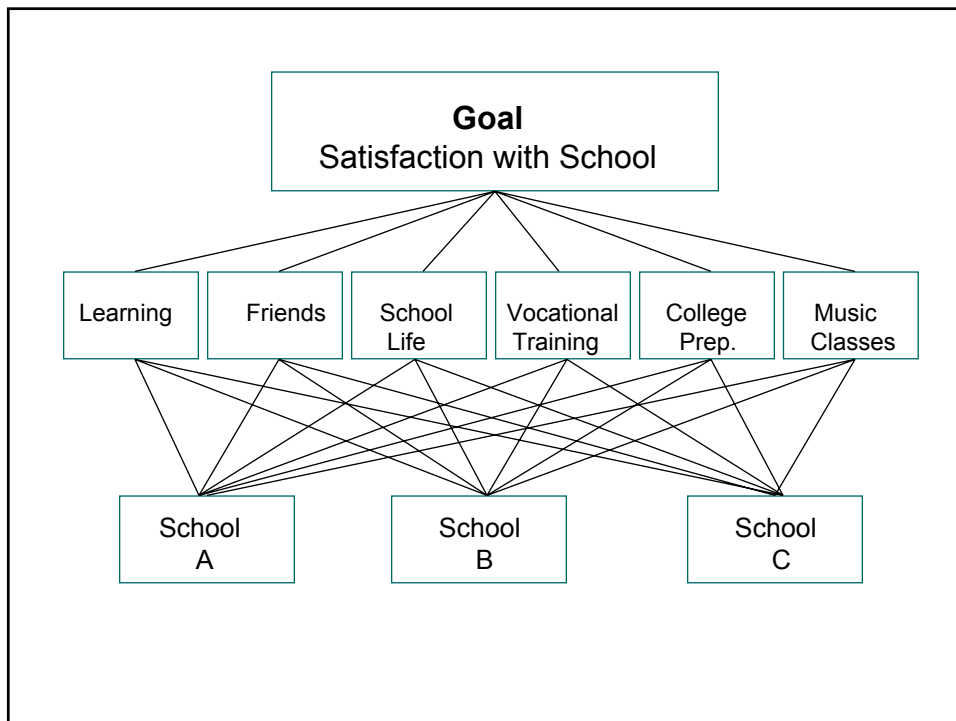 Goal
Satisfaction with School
Learning
Friends
School
Life
Vocational
Training
College
Prep.
Music
Classes
School
A
School
B
School
C